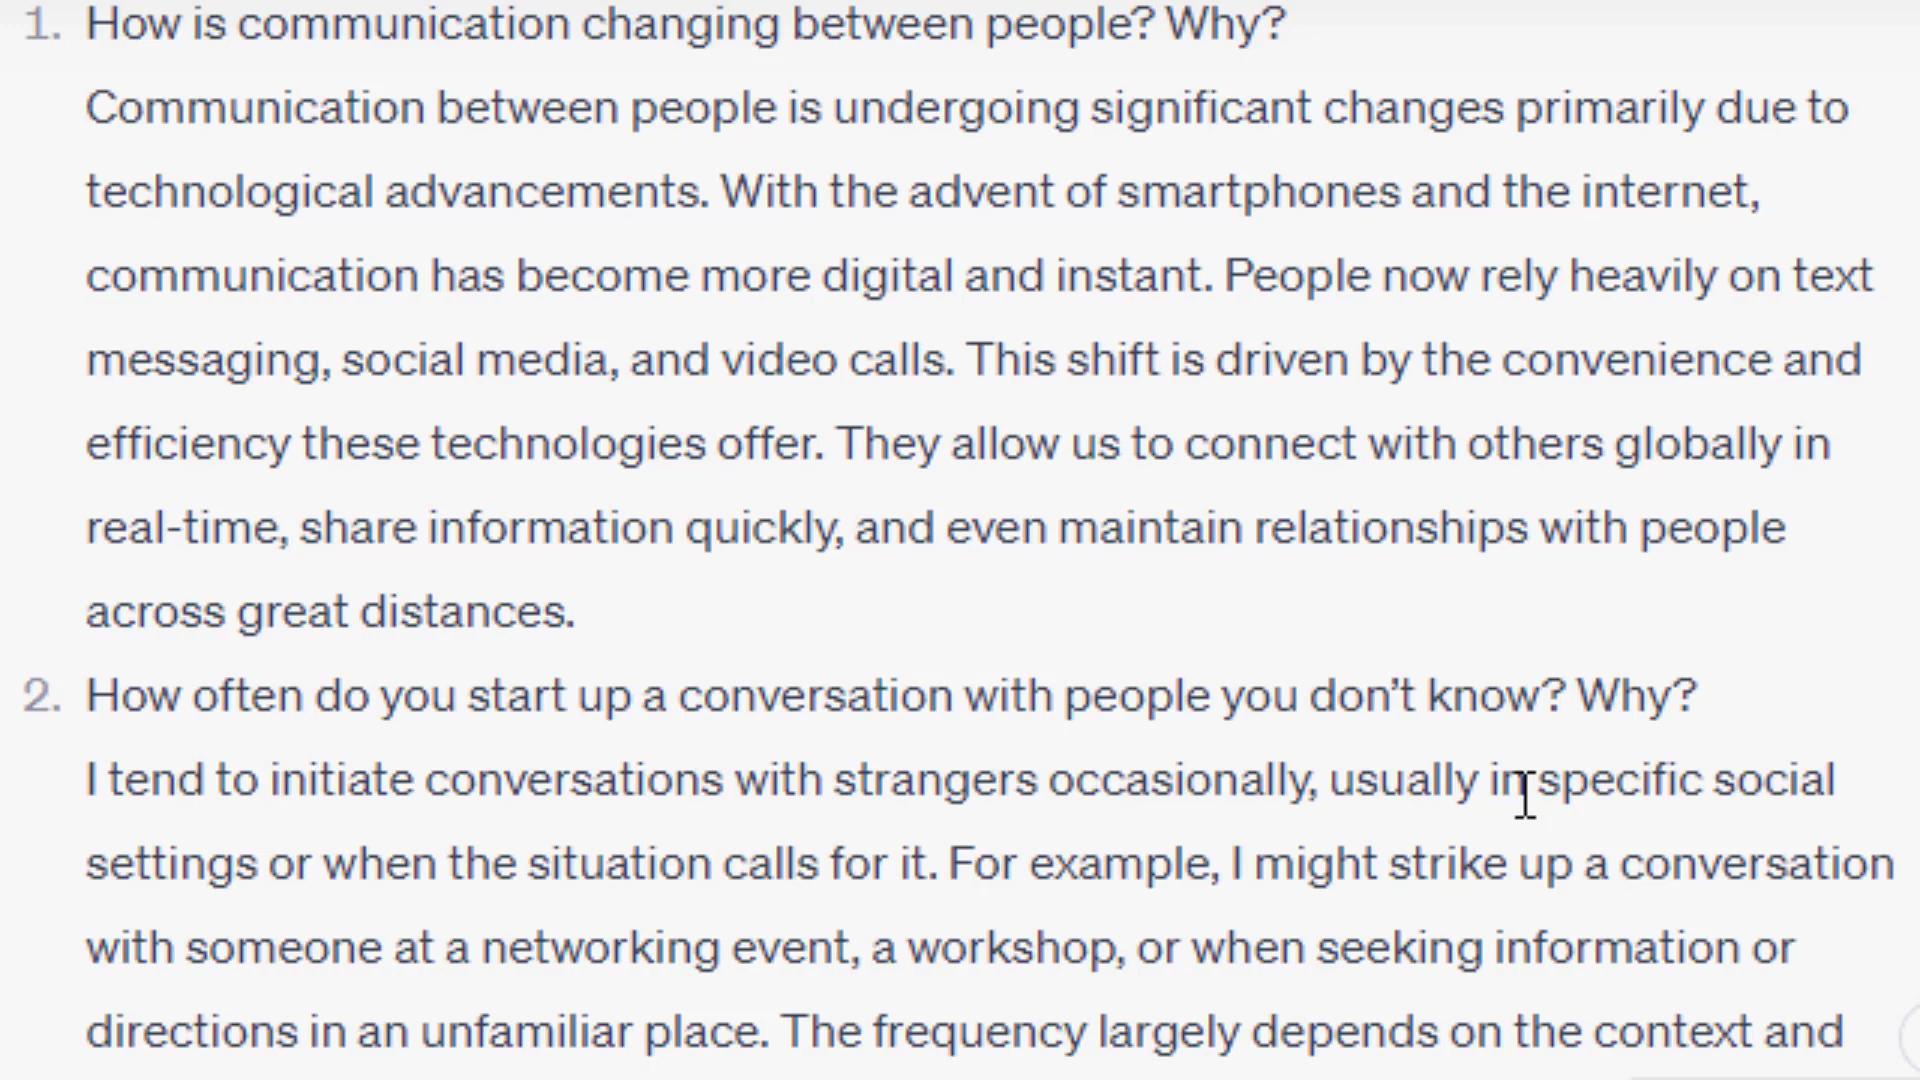 1. How is communication changing between people? Why?
Communication between people is undergoing significant changes primarily due to
technological advancements. With the advent of smartphones and the internet,
communication has become more digital and instant. People now rely heavily on text
messaging, social media, and video calls. This shift is driven by the convenience and
efficiency these technologies offer. They allow us to connect with others globally in
real-time, share information quickly, and even maintain relationships with people
across great distances.
2. How often do you start up a conversation with people you don’t know? Why?
I tend to initiate conversations with strangers occasionally, usually in specific social
settings or when the situation calls for it. For example, I might strike up a conversation
with someone at a networking event, a workshop, or when seeking information or
directions in an unfamiliar place. The frequency largely depends on the context and